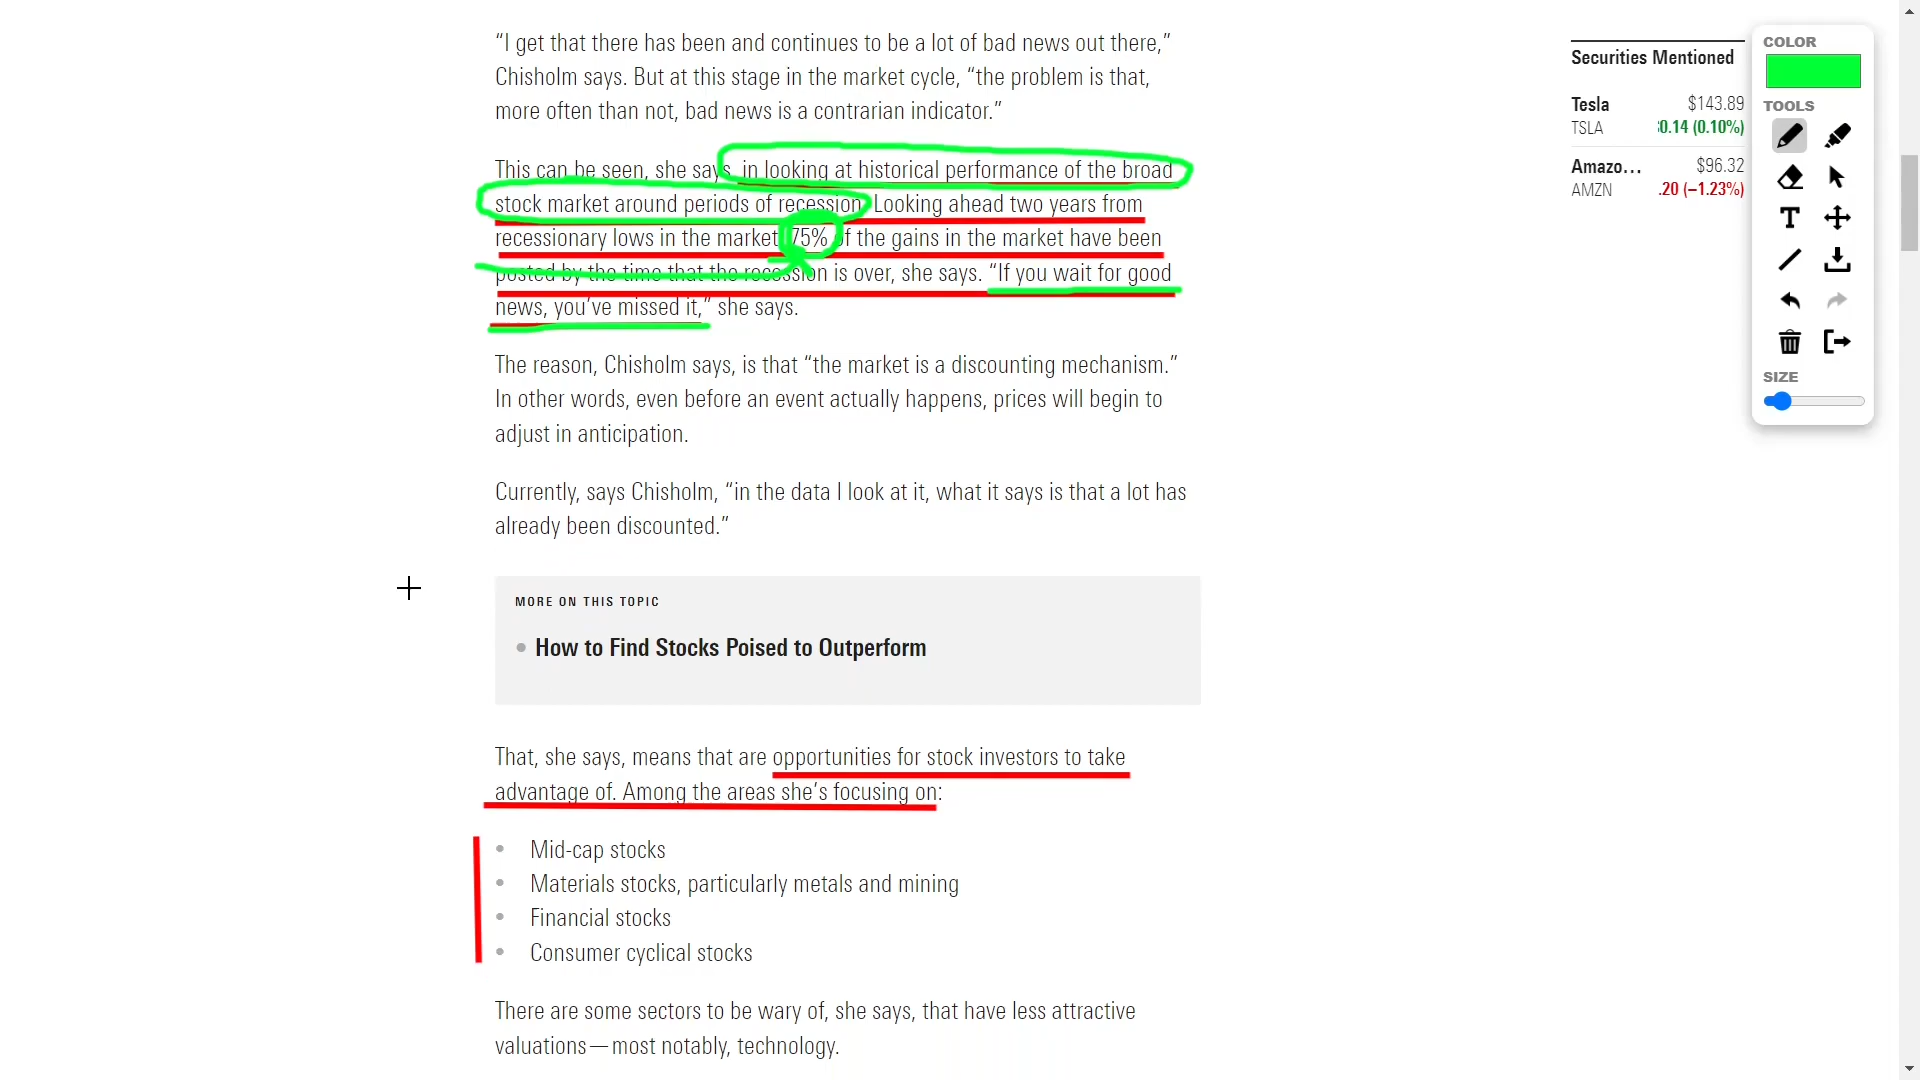 “I get that there has been and continues to be a lot of bad news out there,”
Chisholm says. But at this stage in the market cycle, “the problem is that,
more often than not, bad news is a contrarian indicator.”
This can be seen, she says, in looking at historical performance of the broad
stock market around periods of recession. Looking ahead two years from
recessionary lows in the market, 75% of the gains in the market have been
posted by the time that the recession is over, she says. “If you wait for good
news, you’ve missed it,” she says.
The reason, Chisholm says, is that “the market is a discounting mechanism.”
In other words, even before an event actually happens, prices will begin to
adjust in anticipation.
Currently, says Chisholm, “in the data I look at it, what it says is that a lot has
already been discounted.”
MORE ON THIS TOPIC
• How to Find Stocks Poised to Outperform
That, she says, means that are opportunities for stock investors to take
advantage of. Among the areas she’s focusing on:
• Mid-cap stocks
• Materials stocks, particularly metals and mining
• Financial stocks
• Consumer cyclical stocks
There are some sectors to be wary of, she says, that have less attractive
valuations—most notably, technology.
Securities Mentioned
Tesla $143.89
TSLA 0.14 (0.10%)
Amazo... $96.32
AMZN .20 (−1.23%)
COLOR
TOOLS
T
SIZE